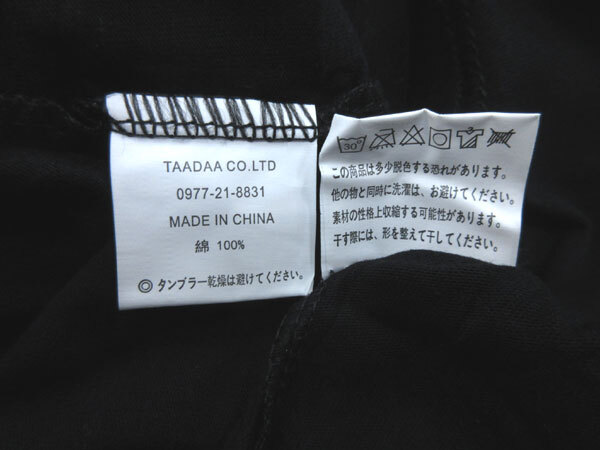 TAADAA CO.LTD
0977-21-8831
MADE IN CHINA
綿 100%
◎ タンブラー乾燥は避けてください。
30°
この商品は多少脱色する恐れがあります。
他の物と同時に洗濯は、お避けてください。
素材の性格上収縮する可能性があります。
干す際には、形を整えて干してください。